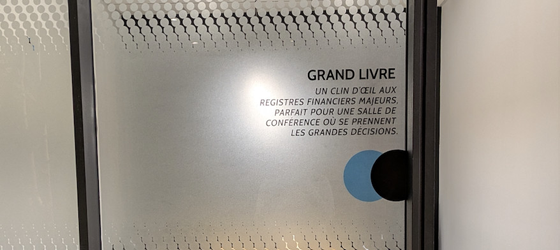 GRAND LIVRE
UN CLIN D'ŒIL AUX
REGISTRES FINANCIERS MAJEURS,
PARFAIT POUR UNE SALLE DE
CONFÉRENCE OÙ SE PRENNENT
LES GRANDES DÉCISIONS.